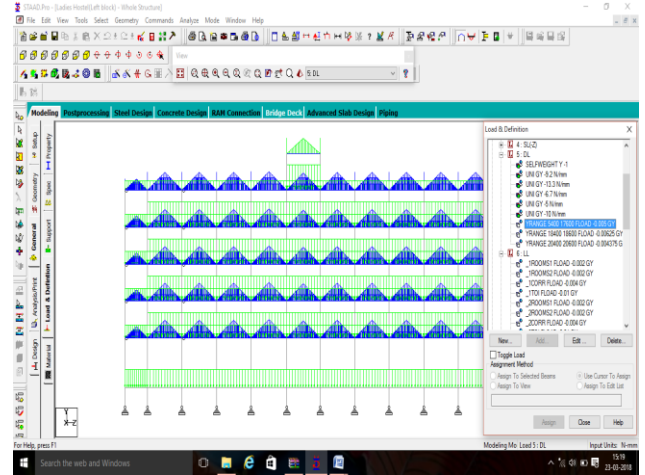 STAAD.Pro - [Ladies Hostel(Left block) - Whole Structure]
File Edit View Tools Select Geometry Commands Analyze Mode Window Help
View
5: DL
Modeling Postprocessing Steel Design Concrete Design RAM Connection Bridge Deck Advanced Slab Design Piping
Setup
Geometry
General
Analysis/Print
Design
Property
Spec
Support
Load & Definition
Material
Y
X-Z
Load & Definition
X
4 : SL(-Z)
5 : DL
SELFWEIGHT Y -1
UNI GY -9.2 N/mm
UNI GY -13.3 N/mm
UNI GY -6.7 N/mm
UNI GY -5 N/mm
UNI GY -10 N/mm
YRANGE 5400 17600 FLOAD -0.005 GY
YRANGE 18400 18600 FLOAD -0.00625 GY
YRANGE 20400 20600 FLOAD -0.004375 G
6 : LL
_1ROOMS1 FLOAD -0.002 GY
_1ROOMS2 FLOAD -0.002 GY
_1CORR FLOAD -0.004 GY
_1TOI FLOAD -0.01 GY
_2ROOMS1 FLOAD -0.002 GY
_2ROOMS2 FLOAD -0.002 GY
_2CORR FLOAD -0.004 GY
New... Add... Edit ... Delete...
Toggle Load
Assignment Method
Assign To Selected Beams Use Cursor To Assign
Assign To View Assign To Edit List
Assign Close Help
For Help, press F1
Modeling Mo Load 5 : DL Input Units: N-mm
Search the web and Windows
15:19
23-03-2018